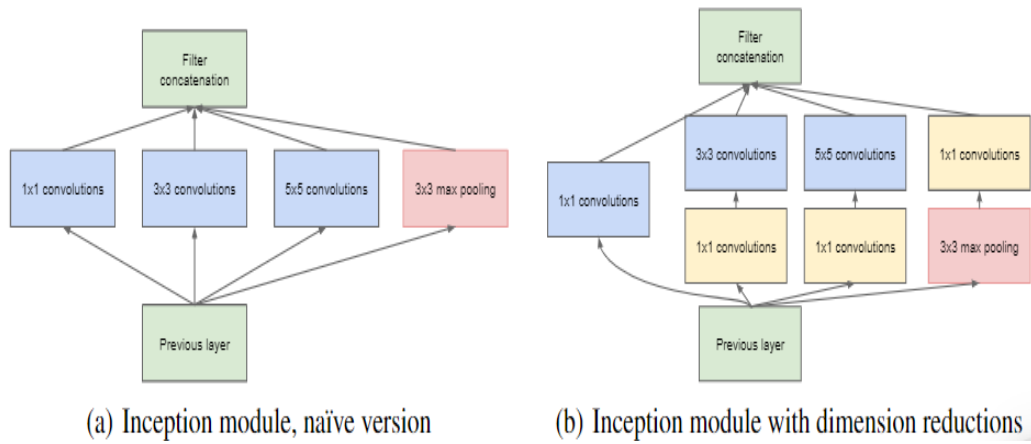 Filter
concatenation
1x1 convolutions
3x3 convolutions
5x5 convolutions
3x3 max pooling
Previous layer
(a) Inception module, naïve version
Filter
concatenation
3x3 convolutions
5x5 convolutions
1x1 convolutions
1x1 convolutions
1x1 convolutions
1x1 convolutions
3x3 max pooling
Previous layer
(b) Inception module with dimension reductions